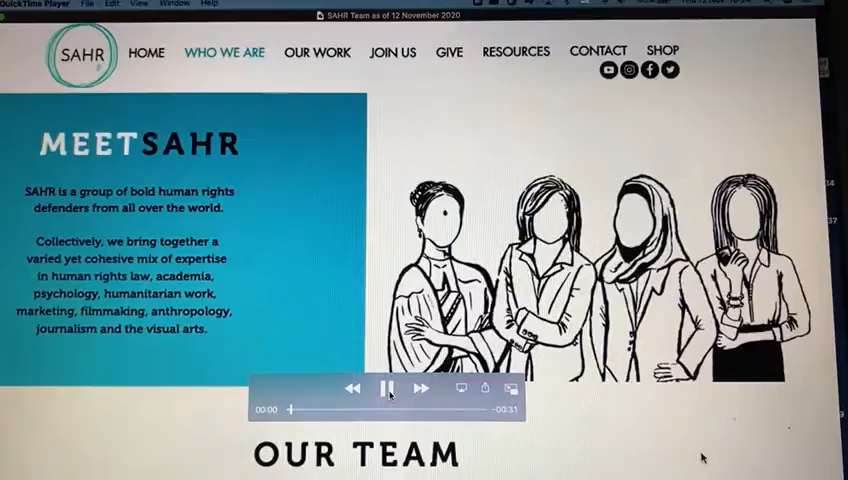 QuickTime Player File Edit View Window Help
SAHR Team as of 12 November 2020
SAHR
HOME WHO WE ARE OUR WORK JOIN US GIVE RESOURCES CONTACT SHOP
MEETSAHR
SAHR is a group of bold human rights
defenders from all over the world.
Collectively, we bring together a
varied yet cohesive mix of expertise
in human rights law, academia,
psychology, humanitarian work,
marketing, filmmaking, anthropology,
journalism and the visual arts.
00:00 -00:31
OUR TEAM